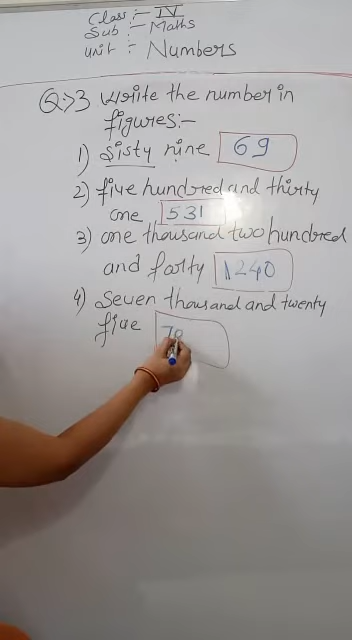 Class :- IV
Sub :- Maths
Unit :- Numbers
Q:→3 Write the number in
figures:-
1) Sisty nine 69
2) five hundred and thirty
one 531
3) one thousand two hundred
and forty 1240
4) Seven thousand and twenty
five 70